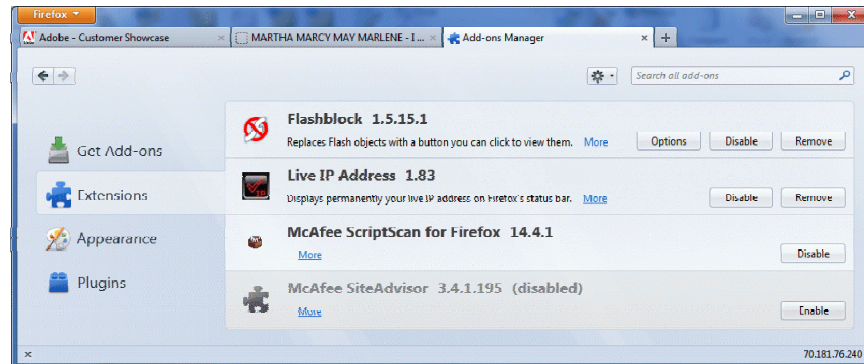 Firefox
Adobe - Customer Showcase
MARTHA MARCY MAY MARLENE - I ...
Add-ons Manager
Search all add-ons
Get Add-ons
Extensions
Appearance
Plugins
Flashblock 1.5.15.1
Replaces Flash objects with a button you can click to view them. More
Options Disable Remove
Live IP Address 1.83
Displays permanently your live IP address on Firefox's status bar. More
Disable Remove
McAfee ScriptScan for Firefox 14.4.1
More
Disable
McAfee SiteAdvisor 3.4.1.195 (disabled)
More
Enable
70.181.76.240